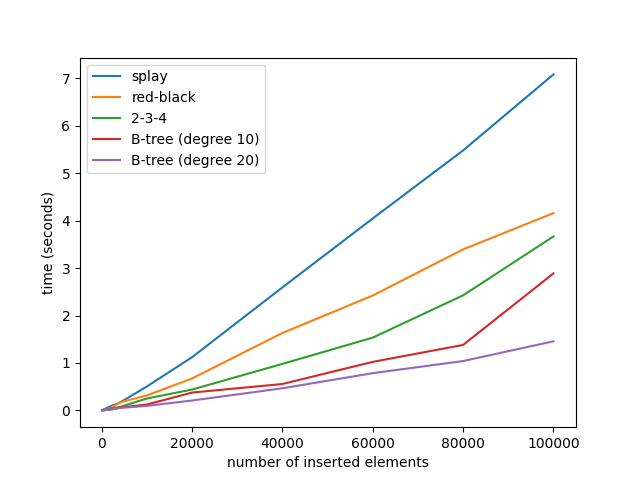 splay
red-black
2-3-4
B-tree (degree 10)
B-tree (degree 20)
7
6
5
4
3
2
1
0
time (seconds)
0 20000 40000 60000 80000 100000
number of inserted elements